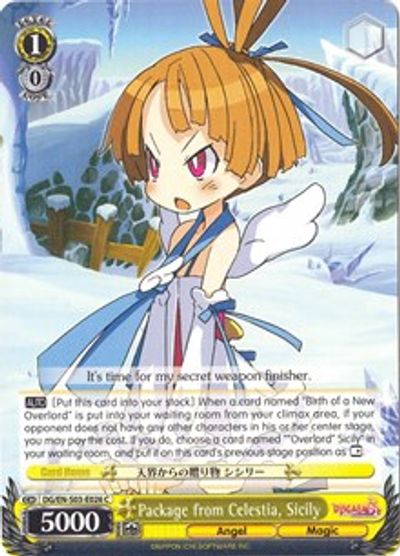 1
0
It's time for my secret weapon finisher.
AUTO [Put this card into your stock] When a card named "Birth of a New
Overlord" is put into your waiting room from your climax area, if your
opponent does not have any other characters in his or her center stage,
you may pay the cost. If you do, choose a card named ""Overlord" Sicily" in
your waiting room, and put it on this card's previous position as
Card Name
天界からの贈り物 シシリー
DG/EN-S03-E028 C
5000
Package from Celestia, Sicily
Angel
Magic
©NIPPON ICHI SOFTWARE INC.